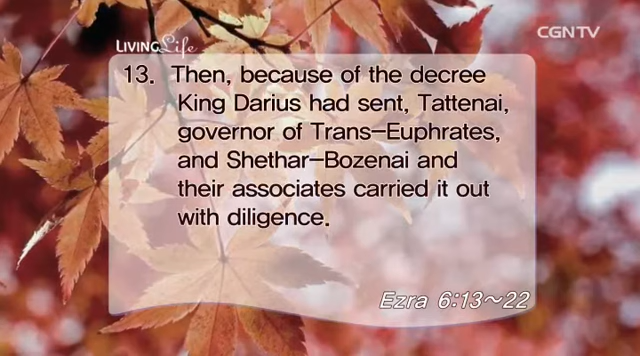 LIVING Life
CGNTV
13. Then, because of the decree
King Darius had sent, Tattenai,
governor of Trans-Euphrates,
and Shethar-Bozenai and
their associates carried it out
with diligence.
Ezra 6:13~22